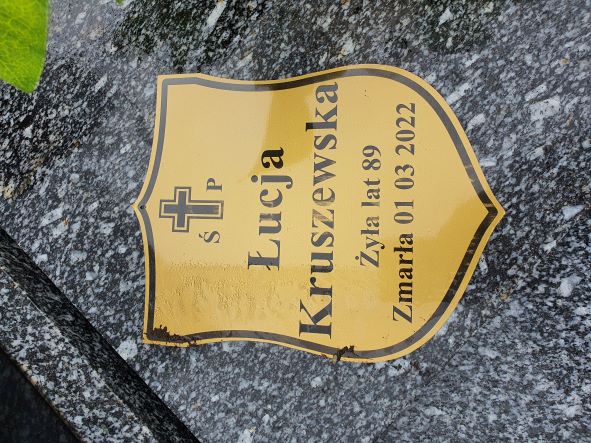 Ś P
Łucja
Kruszewska
Żyła lat 89
Zmarła 01 03 2022